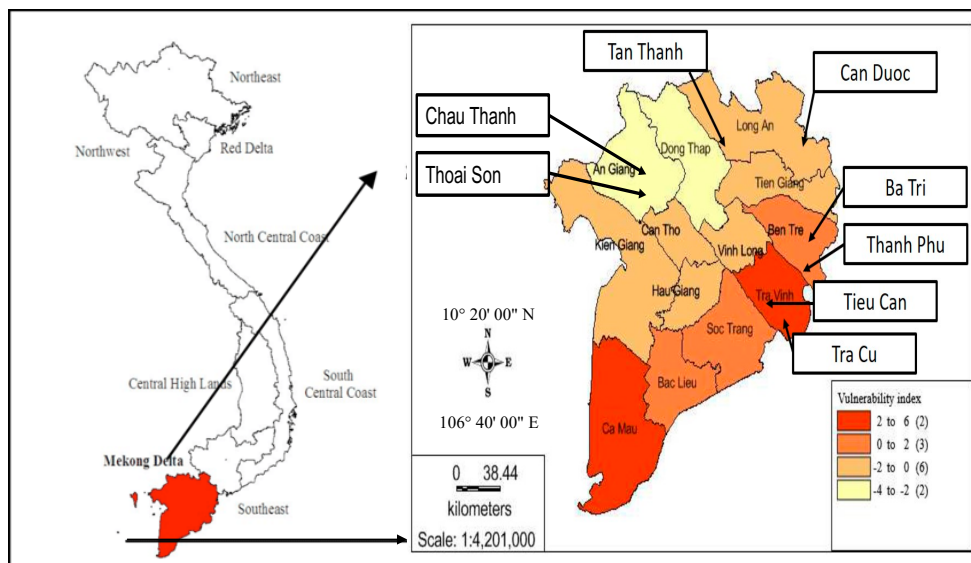 Northeast
Northwest
Red Delta
North Central Coast
Central High Lands
South
Central Coast
Mekong Delta
Southeast
Tan Thanh
Can Duoc
Chau Thanh
Thoai Son
Ba Tri
Thanh Phu
Tieu Can
Tra Cu
Long An
Dong Thap
An Giang
Tien Giang
Ben Tre
Can Tho
Kien Giang
Vinh Long
Hau Giang
Tra Vinh
Soc Trang
Bac Lieu
Ca Mau
10° 20' 00" N
N
W E
S
106° 40' 00" E
0 38.44
kilometers
Scale: 1:4,201,000
Vulnerability index
2 to 6 (2)
0 to 2 (3)
-2 to 0 (6)
-4 to -2 (2)